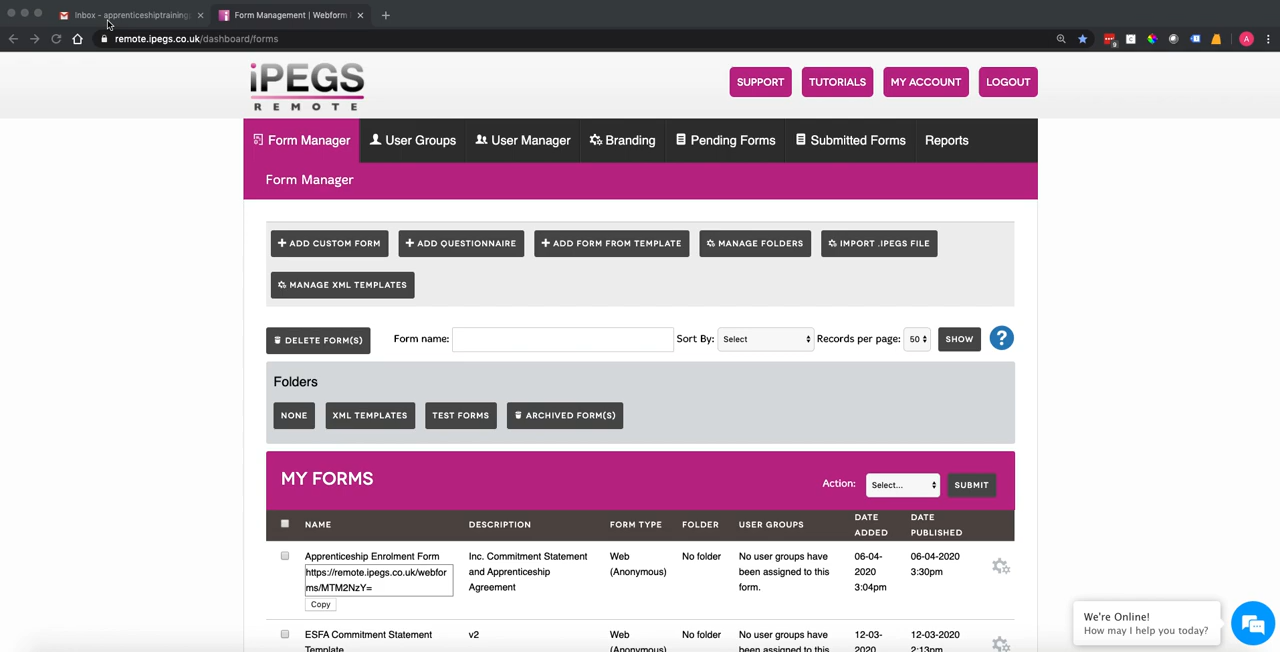 Inbox - apprenticeshiptraining
Form Management | Webform
remote.ipegs.co.uk/dashboard/forms
9
A
iPEGS
REMOTE
SUPPORT
TUTORIALS
MY ACCOUNT
LOGOUT
Form Manager
User Groups
User Manager
Branding
Pending Forms
Submitted Forms
Reports
Form Manager
+ ADD CUSTOM FORM
+ ADD QUESTIONNAIRE
+ ADD FORM FROM TEMPLATE
MANAGE FOLDERS
IMPORT .IPEGS FILE
MANAGE XML TEMPLATES
DELETE FORM(S)
Form name:
Sort By:
Select
Records per page:
50
SHOW
?
Folders
NONE
XML TEMPLATES
TEST FORMS
ARCHIVED FORM(S)
MY FORMS
Action:
Select...
SUBMIT
NAME
DESCRIPTION
FORM TYPE
FOLDER
USER GROUPS
DATE
ADDED
DATE
PUBLISHED
Apprenticeship Enrolment Form
https://remote.ipegs.co.uk/webfor
ms/MTM2NzY=
Copy
Inc. Commitment Statement
and Apprenticeship
Agreement
Web
(Anonymous)
No folder
No user groups have
been assigned to this
form.
06-04-
2020
3:04pm
06-04-2020
3:30pm
ESFA Commitment Statement
Template
v2
Web
(Anonymous)
No folder
No user groups have
been assigned to this
12-03-
2020
12-03-2020
2:13pm
We're Online!
How may I help you today?